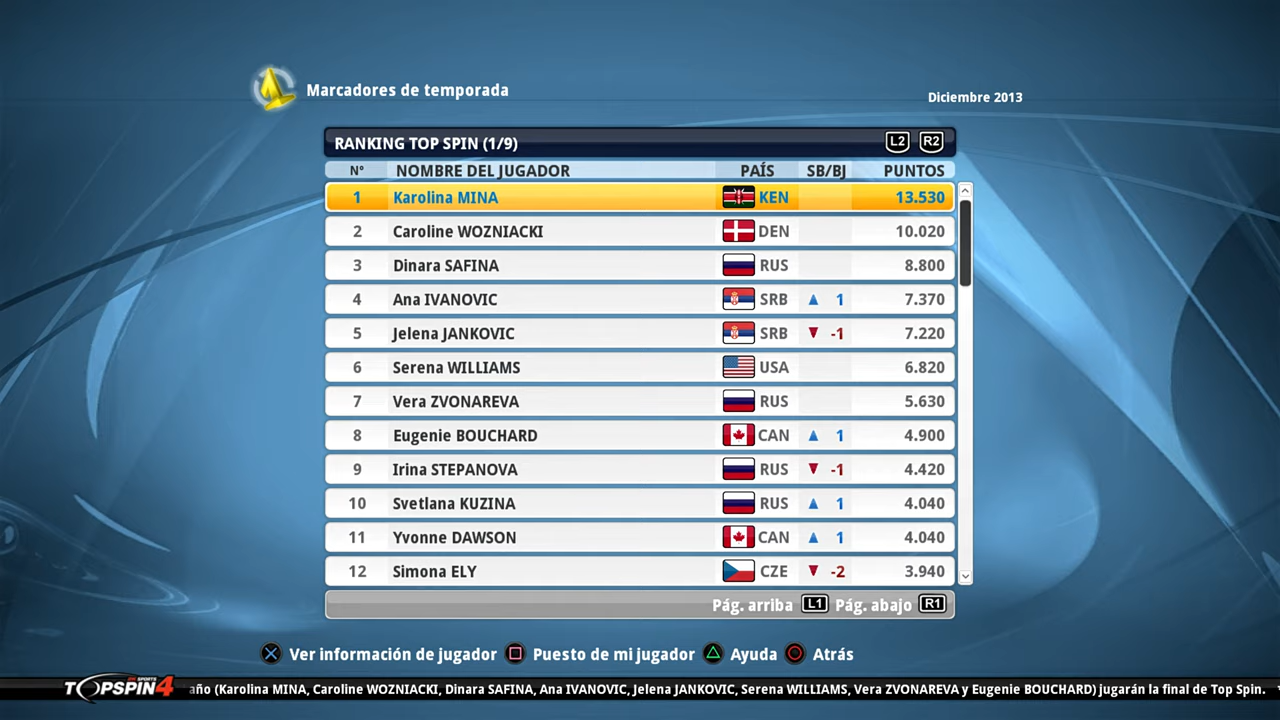 Marcadores de temporada
Diciembre 2013
RANKING TOP SPIN (1/9) L2 R2
Nº NOMBRE DEL JUGADOR PAÍS SB/BJ PUNTOS
1 Karolina MINA KEN 13.530
2 Caroline WOZNIACKI DEN 10.020
3 Dinara SAFINA RUS 8.800
4 Ana IVANOVIC SRB ▲ 1 7.370
5 Jelena JANKOVIC SRB ▼ -1 7.220
6 Serena WILLIAMS USA 6.820
7 Vera ZVONAREVA RUS 5.630
8 Eugenie BOUCHARD CAN ▲ 1 4.900
9 Irina STEPANOVA RUS ▼ -1 4.420
10 Svetlana KUZINA RUS ▲ 1 4.040
11 Yvonne DAWSON CAN ▲ 1 4.040
12 Simona ELY CZE ▼ -2 3.940
Pág. arriba L1 Pág. abajo R1
Ver información de jugador Puesto de mi jugador Ayuda Atrás
TOPSPIN 4 año (Karolina MINA, Caroline WOZNIACKI, Dinara SAFINA, Ana IVANOVIC, Jelena JANKOVIC, Serena WILLIAMS, Vera ZVONAREVA y Eugenie BOUCHARD) jugarán la final de Top Spin.